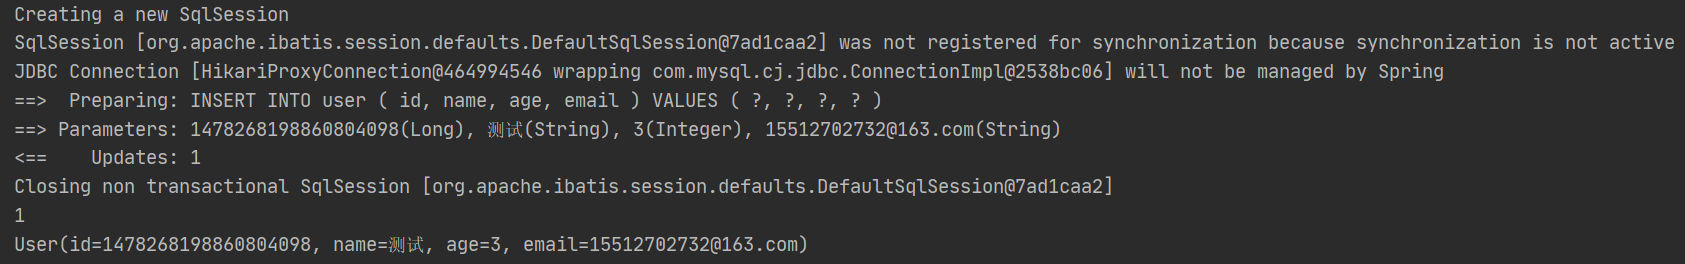 Creating a new SqlSession
SqlSession [org.apache.ibatis.session.defaults.DefaultSqlSession@7ad1caa2] was not registered for synchronization because synchronization is not active
JDBC Connection [HikariProxyConnection@464994546 wrapping com.mysql.cj.jdbc.ConnectionImpl@2538bc06] will not be managed by Spring
==>  Preparing: INSERT INTO user ( id, name, age, email ) VALUES ( ?, ?, ?, ? )
==> Parameters: 1478268198860804098(Long), 测试(String), 3(Integer), 15512702732@163.com(String)
<==    Updates: 1
Closing non transactional SqlSession [org.apache.ibatis.session.defaults.DefaultSqlSession@7ad1caa2]
1
User(id=1478268198860804098, name=测试, age=3, email=15512702732@163.com)